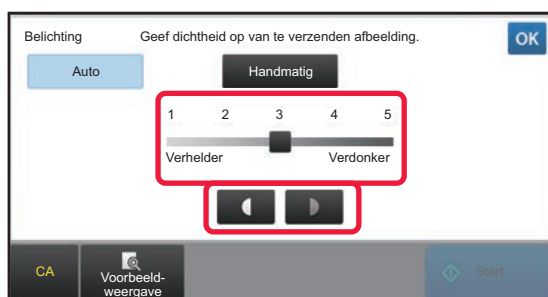 Belichting
Geef dichtheid op van te verzenden afbeelding.
OK
Auto
Handmatig
1 2 3 4 5
Verhelder
Verdonker
CA
Voorbeeld-
weergave
Start